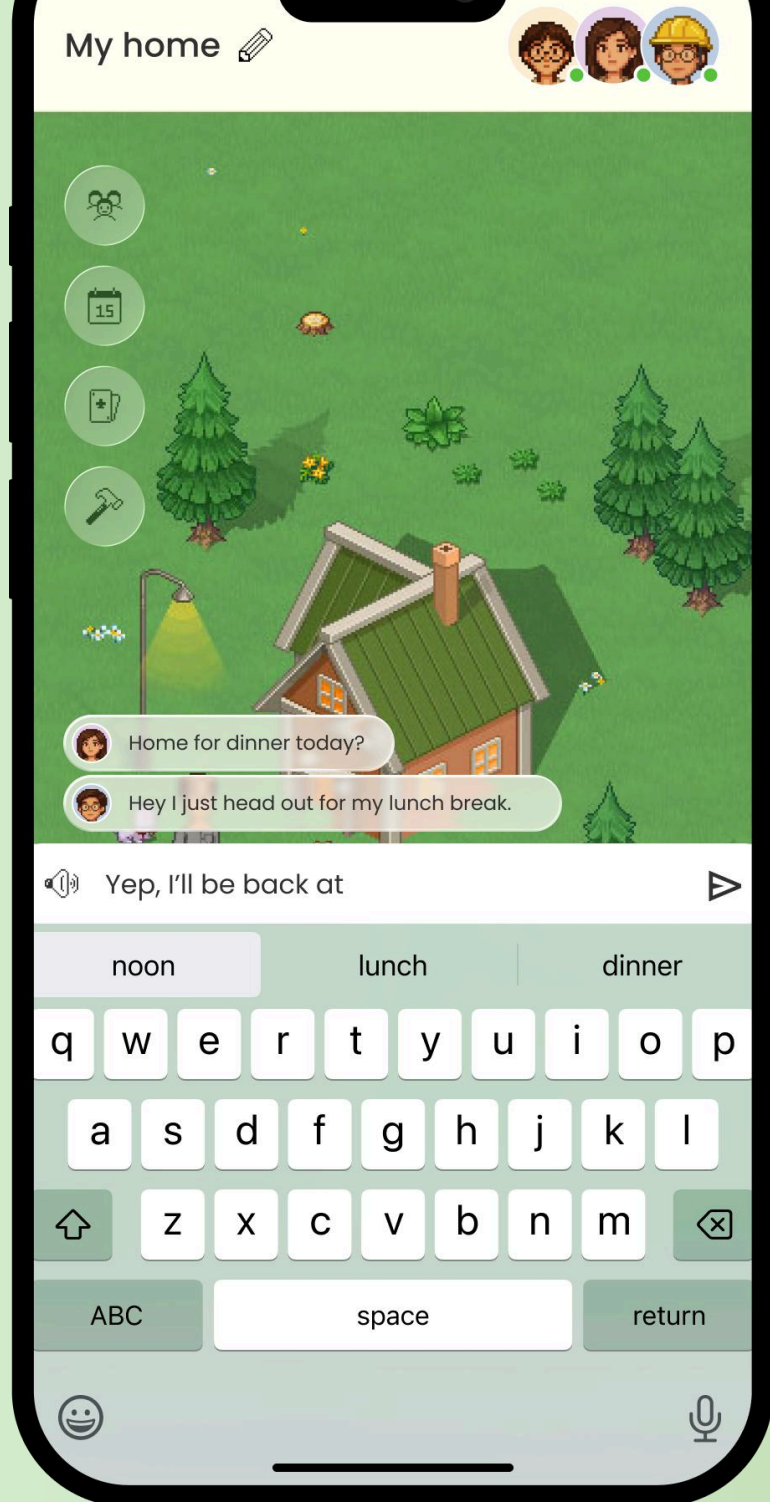 My home
15
Home for dinner today?
Hey I just head out for my lunch break.
Yep, I’ll be back at
noon lunch dinner
q w e r t y u i o p
a s d f g h j k l
z x c v b n m
ABC space return